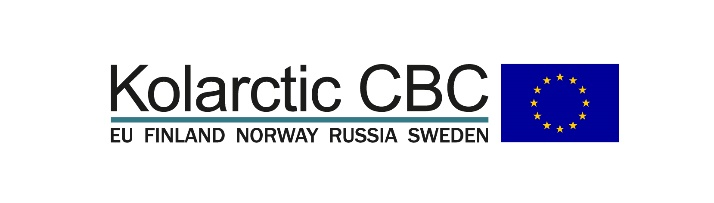 Kolarctic CBC
EU FINLAND NORWAY RUSSIA SWEDEN